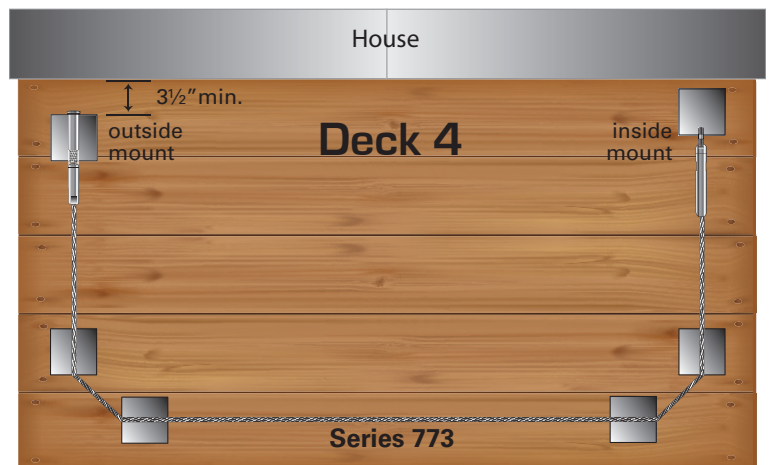 House
3½" min.
outside
mount
Deck 4
inside
mount
Series 773